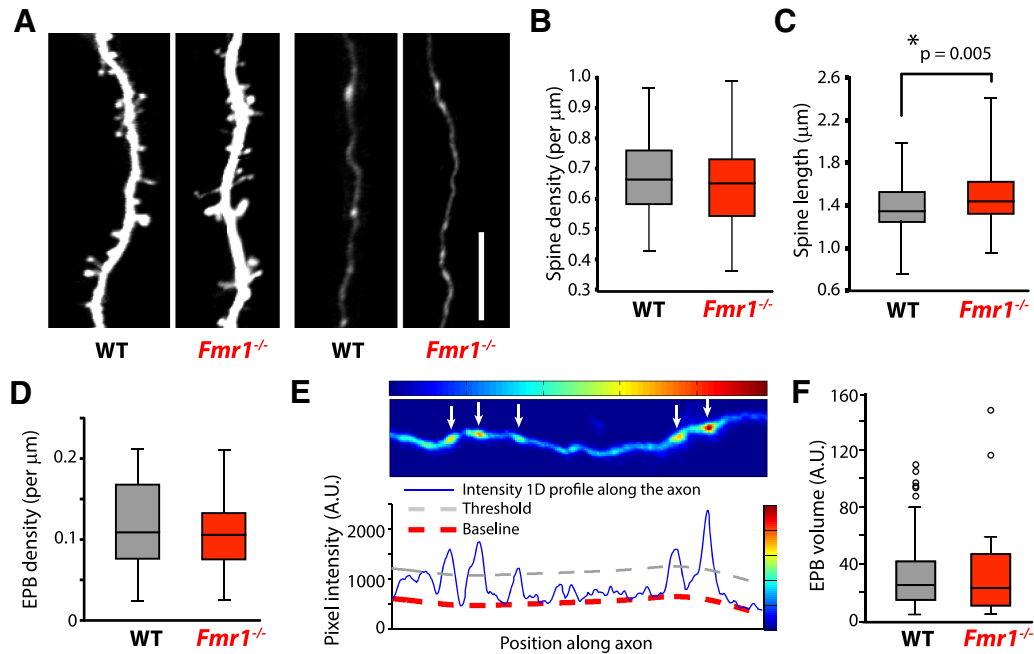 A
WT
Fmr1-/-
WT
Fmr1-/-
B
Spine density (per μm)
1.0
0.9
0.8
0.7
0.6
0.5
0.4
0.3
WT
Fmr1-/-
C
* p = 0.005
Spine length (μm)
2.6
2.2
1.8
1.4
1.0
0.6
WT
Fmr1-/-
D
EPB density (per μm)
0.2
0.1
0
WT
Fmr1-/-
E
Intensity 1D profile along the axon
Threshold
Baseline
Pixel intensity (A.U.)
2000
1000
0
Position along axon
F
EPB volume (A.U.)
160
120
80
40
0
WT
Fmr1-/-